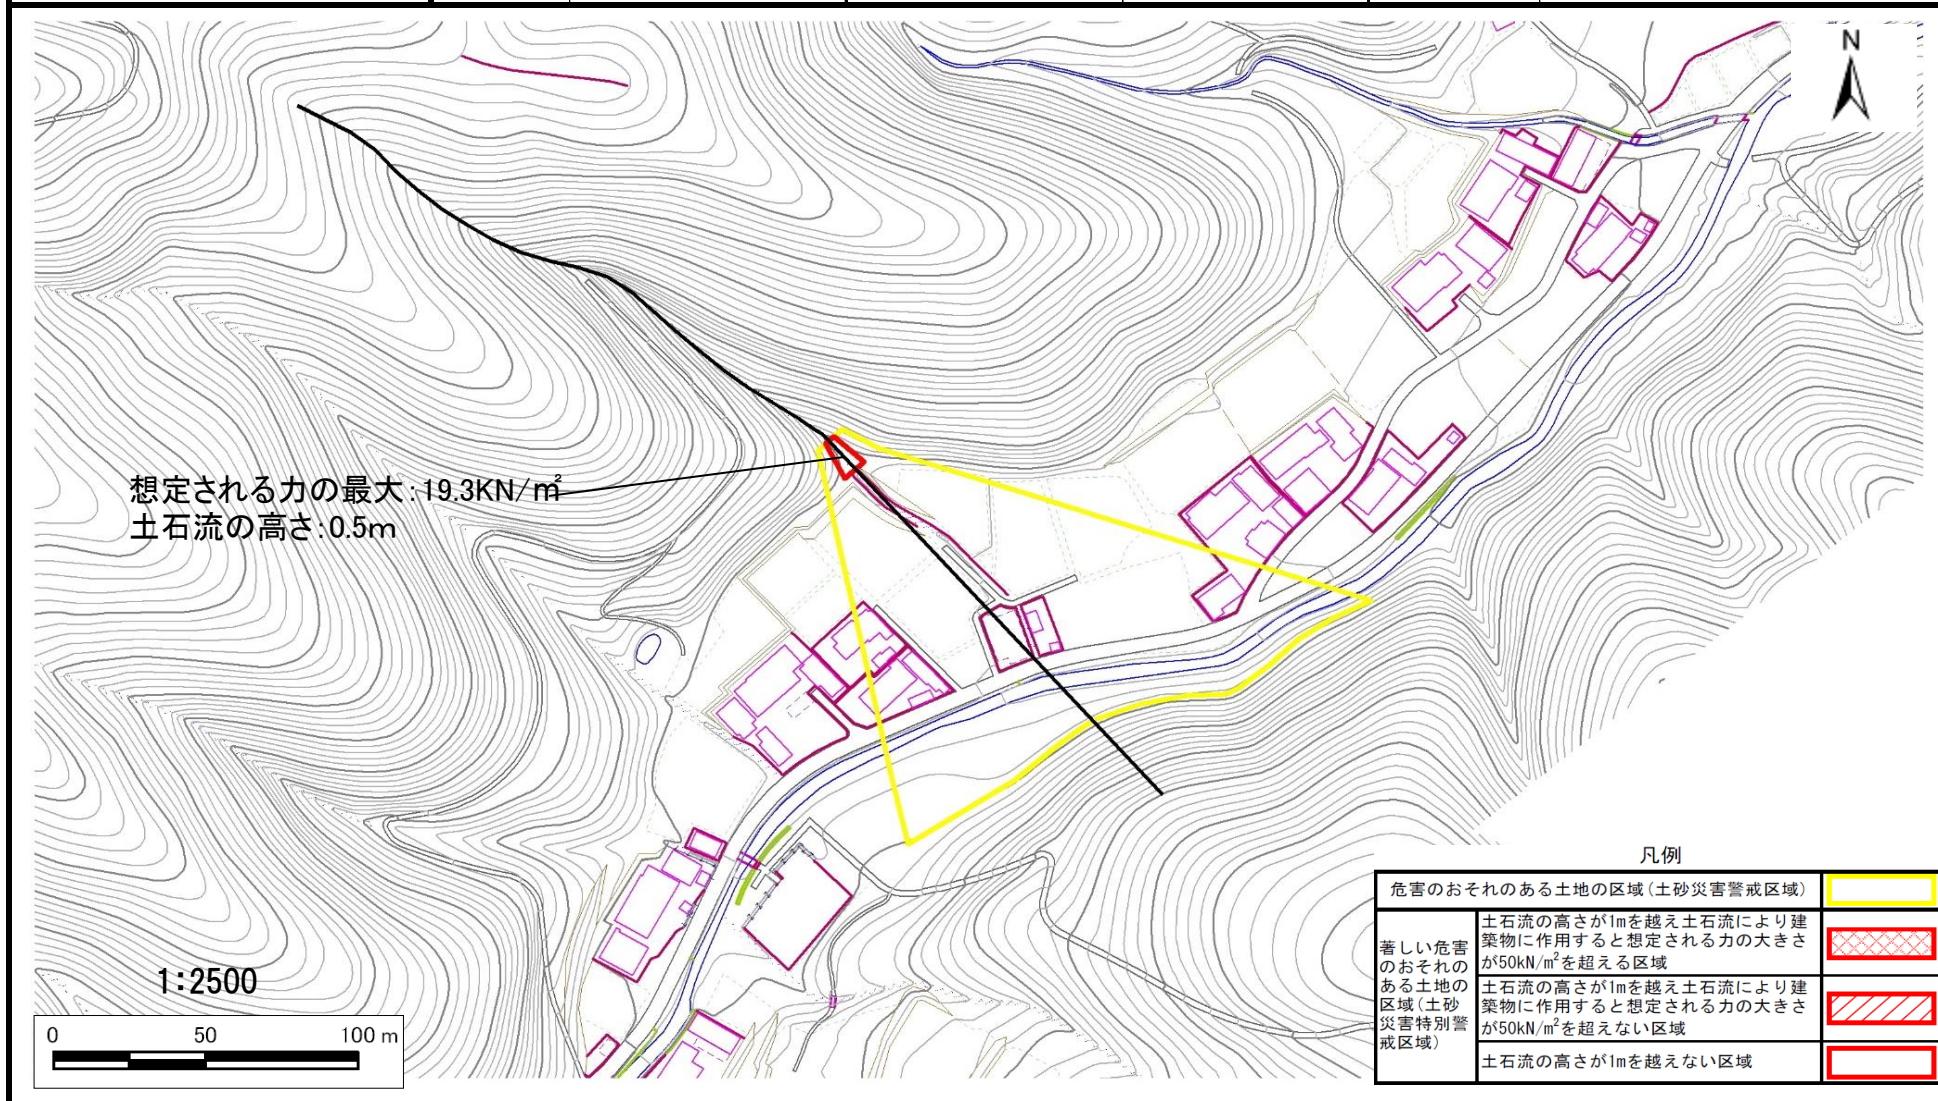 N
想定される力の最大:19.3KN/㎡
土石流の高さ:0.5m
1:2500
0 50 100 m
凡例
危害のおそれのある土地の区域(土砂災害警戒区域)
著しい危害
のおそれの
ある土地の
区域(土砂
災害特別警
戒区域)
土石流の高さが1mを越え土石流により建
築物に作用すると想定される力の大きさ
が50kN/m²を超える区域
土石流の高さが1mを越え土石流により建
築物に作用すると想定される力の大きさ
が50kN/m²を超えない区域
土石流の高さが1mを越えない区域